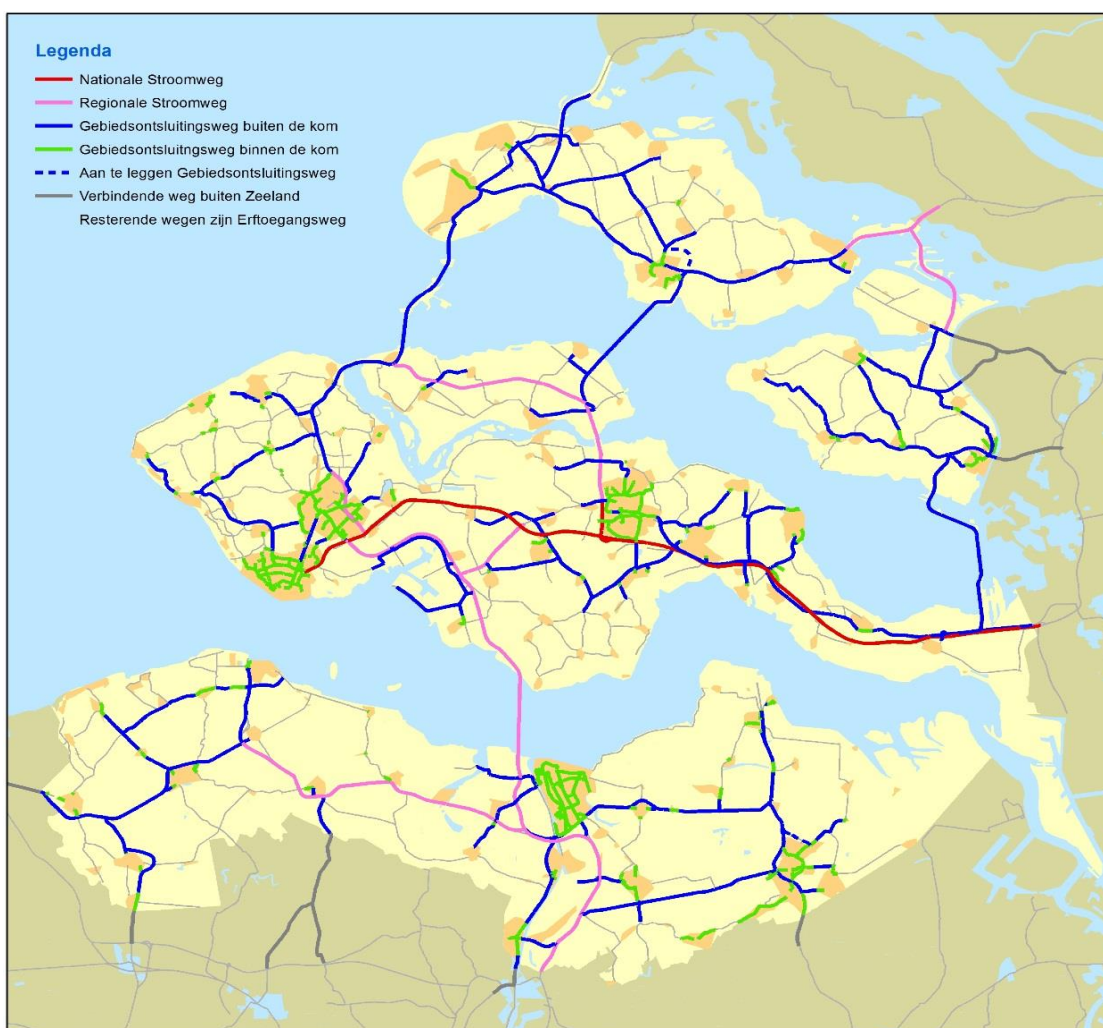 Legenda
Nationale Stroomweg
Regionale Stroomweg
Gebiedsontsluitingsweg buiten de kom
Gebiedsontsluitngsweg binnen de kom
Aan te leggen Gebiedsontsluitingsweg
Verbindende weg buiten Zeeland
Resterende wegen zijn Erftoegangsweg